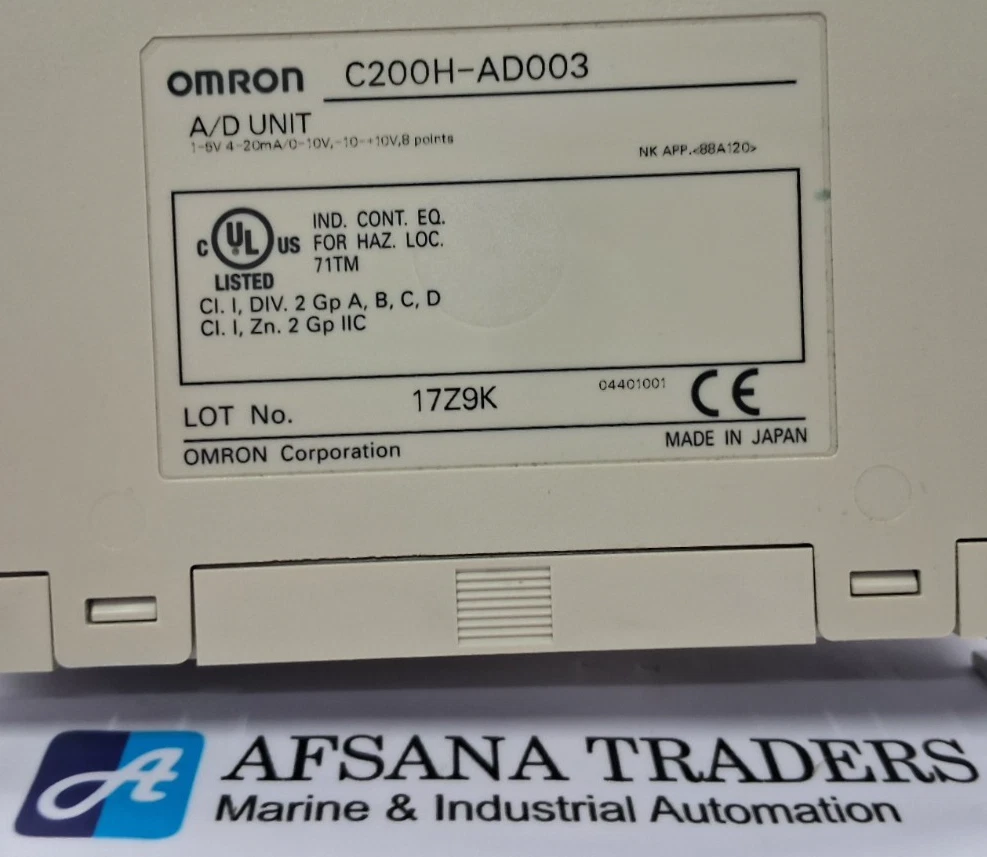 OMRON C200H-AD003
A/D UNIT
1-5V 4-20mA/0-10V,-10-+10V,8 points
NK APP.<88A120>
C UL US
LISTED
IND. CONT. EQ.
FOR HAZ. LOC.
71TM
Cl. I, DIV. 2 Gp A, B, C, D
Cl. I, Zn. 2 Gp IIC
LOT No. 17Z9K 04401001 CE
OMRON Corporation MADE IN JAPAN
AFSANA TRADERS
Marine & Industrial Automation